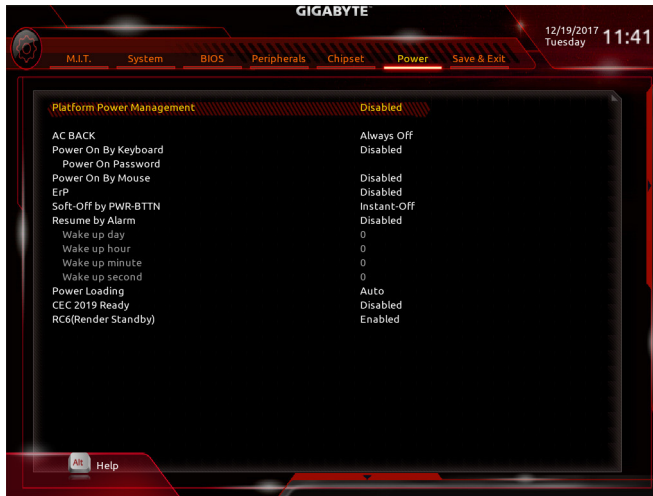 GIGABYTE
12/19/2017 11:41
Tuesday
M.I.T. System BIOS Peripherals Chipset Power Save & Exit
Platform Power Management Disabled
AC BACK Always Off
Power On By Keyboard Disabled
Power On Password
Power On By Mouse Disabled
ErP Disabled
Soft-Off by PWR-BTTN Instant-Off
Resume by Alarm Disabled
Wake up day 0
Wake up hour 0
Wake up minute 0
Wake up second 0
Power Loading Auto
CEC 2019 Ready Disabled
RC6(Render Standby) Enabled
Alt Help